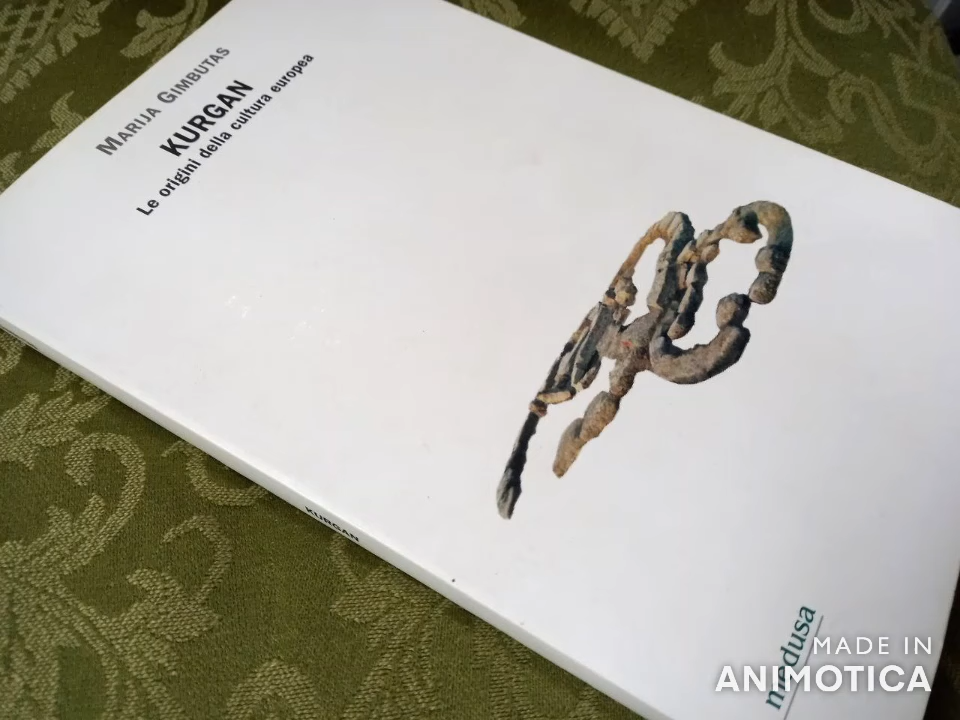 MARIJA GIMBUTAS
KURGAN
Le origini della cultura europea
KURGAN
medusa
MADE IN
ANIMOTICA